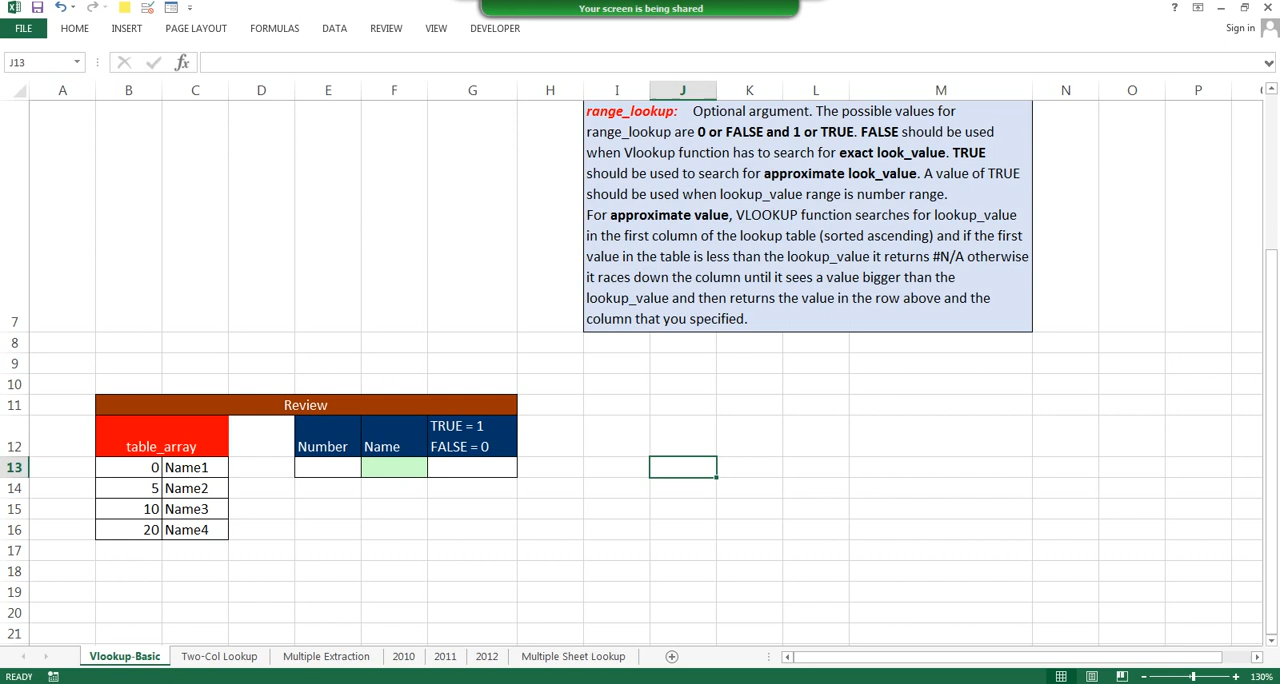 Your screen is being shared
FILE HOME INSERT PAGE LAYOUT FORMULAS DATA REVIEW VIEW DEVELOPER Sign in
J13 fx
A B C D E F G H I J K L M N O P
range_lookup: Optional argument. The possible values for
range_lookup are 0 or FALSE and 1 or TRUE. FALSE should be used
when Vlookup function has to search for exact look_value. TRUE
should be used to search for approximate look_value. A value of TRUE
should be used when lookup_value range is number range.
For approximate value, VLOOKUP function searches for lookup_value
in the first column of the lookup table (sorted ascending) and if the first
value in the table is less than the lookup_value it returns #N/A otherwise
it races down the column until it sees a value bigger than the
lookup_value and then returns the value in the row above and the
column that you specified.
7
8
9
10
11 Review
TRUE = 1
12 table_array Number Name FALSE = 0
13 0 Name1
14 5 Name2
15 10 Name3
16 20 Name4
17
18
19
20
21
Vlookup-Basic Two-Col Lookup Multiple Extraction 2010 2011 2012 Multiple Sheet Lookup
READY 130%